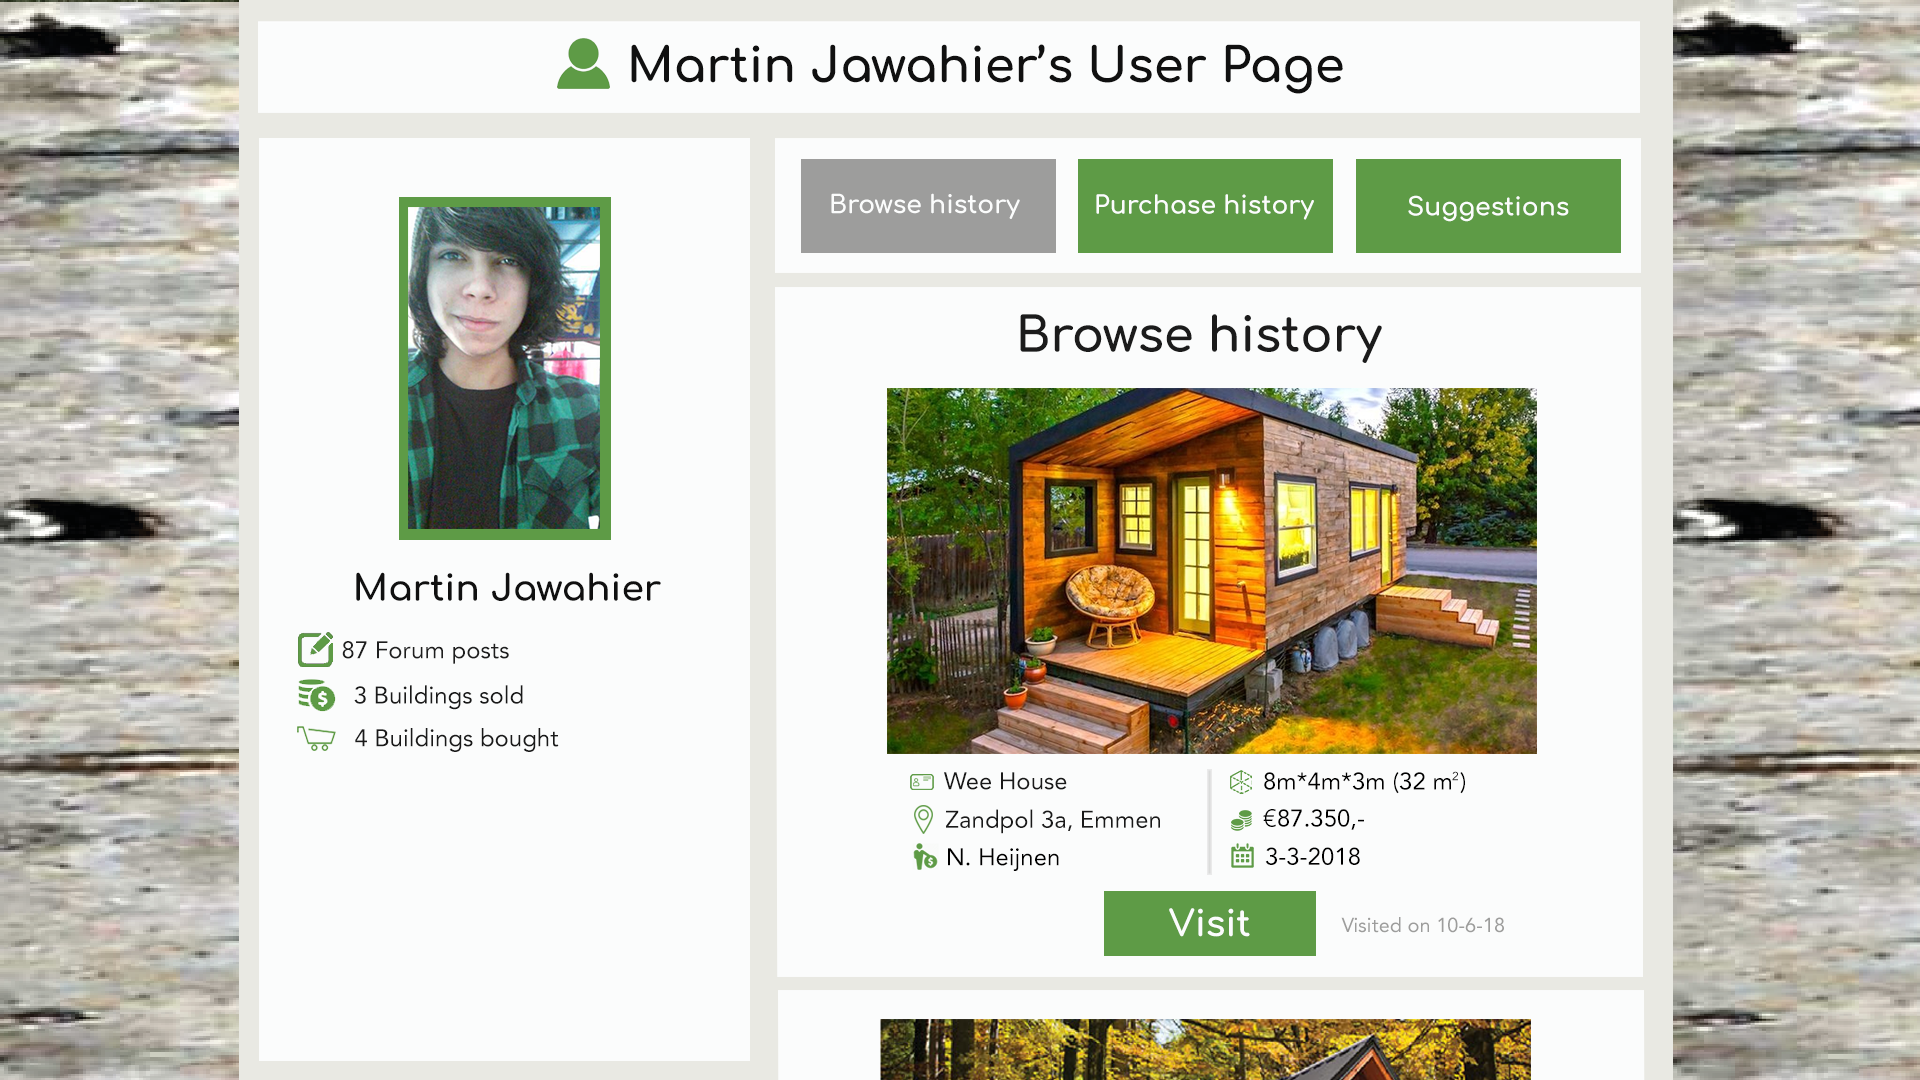 Martin Jawahier’s User Page
Browse history
Purchase history
Suggestions
Martin Jawahier
87 Forum posts
3 Buildings sold
4 Buildings bought
Browse history
Wee House
Zandpol 3a, Emmen
N. Heijnen
8m*4m*3m (32 m²)
€87.350,-
3-3-2018
Visit
Visited on 10-6-18